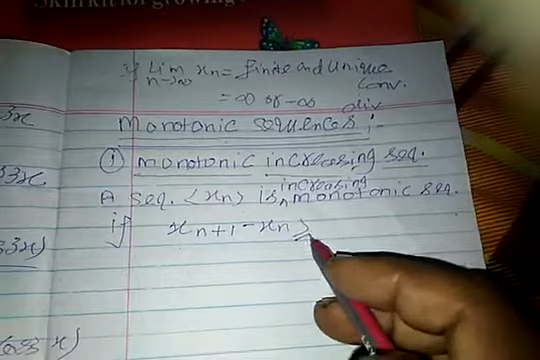 if lim xn = finite and unique
n→∞ conv.
= ∞ or -∞ div
Monotonic sequences :-
① monotonic increasing seq.
A seq. <xn> is increasing monotonic seq.
if xn+1 - xn ≥